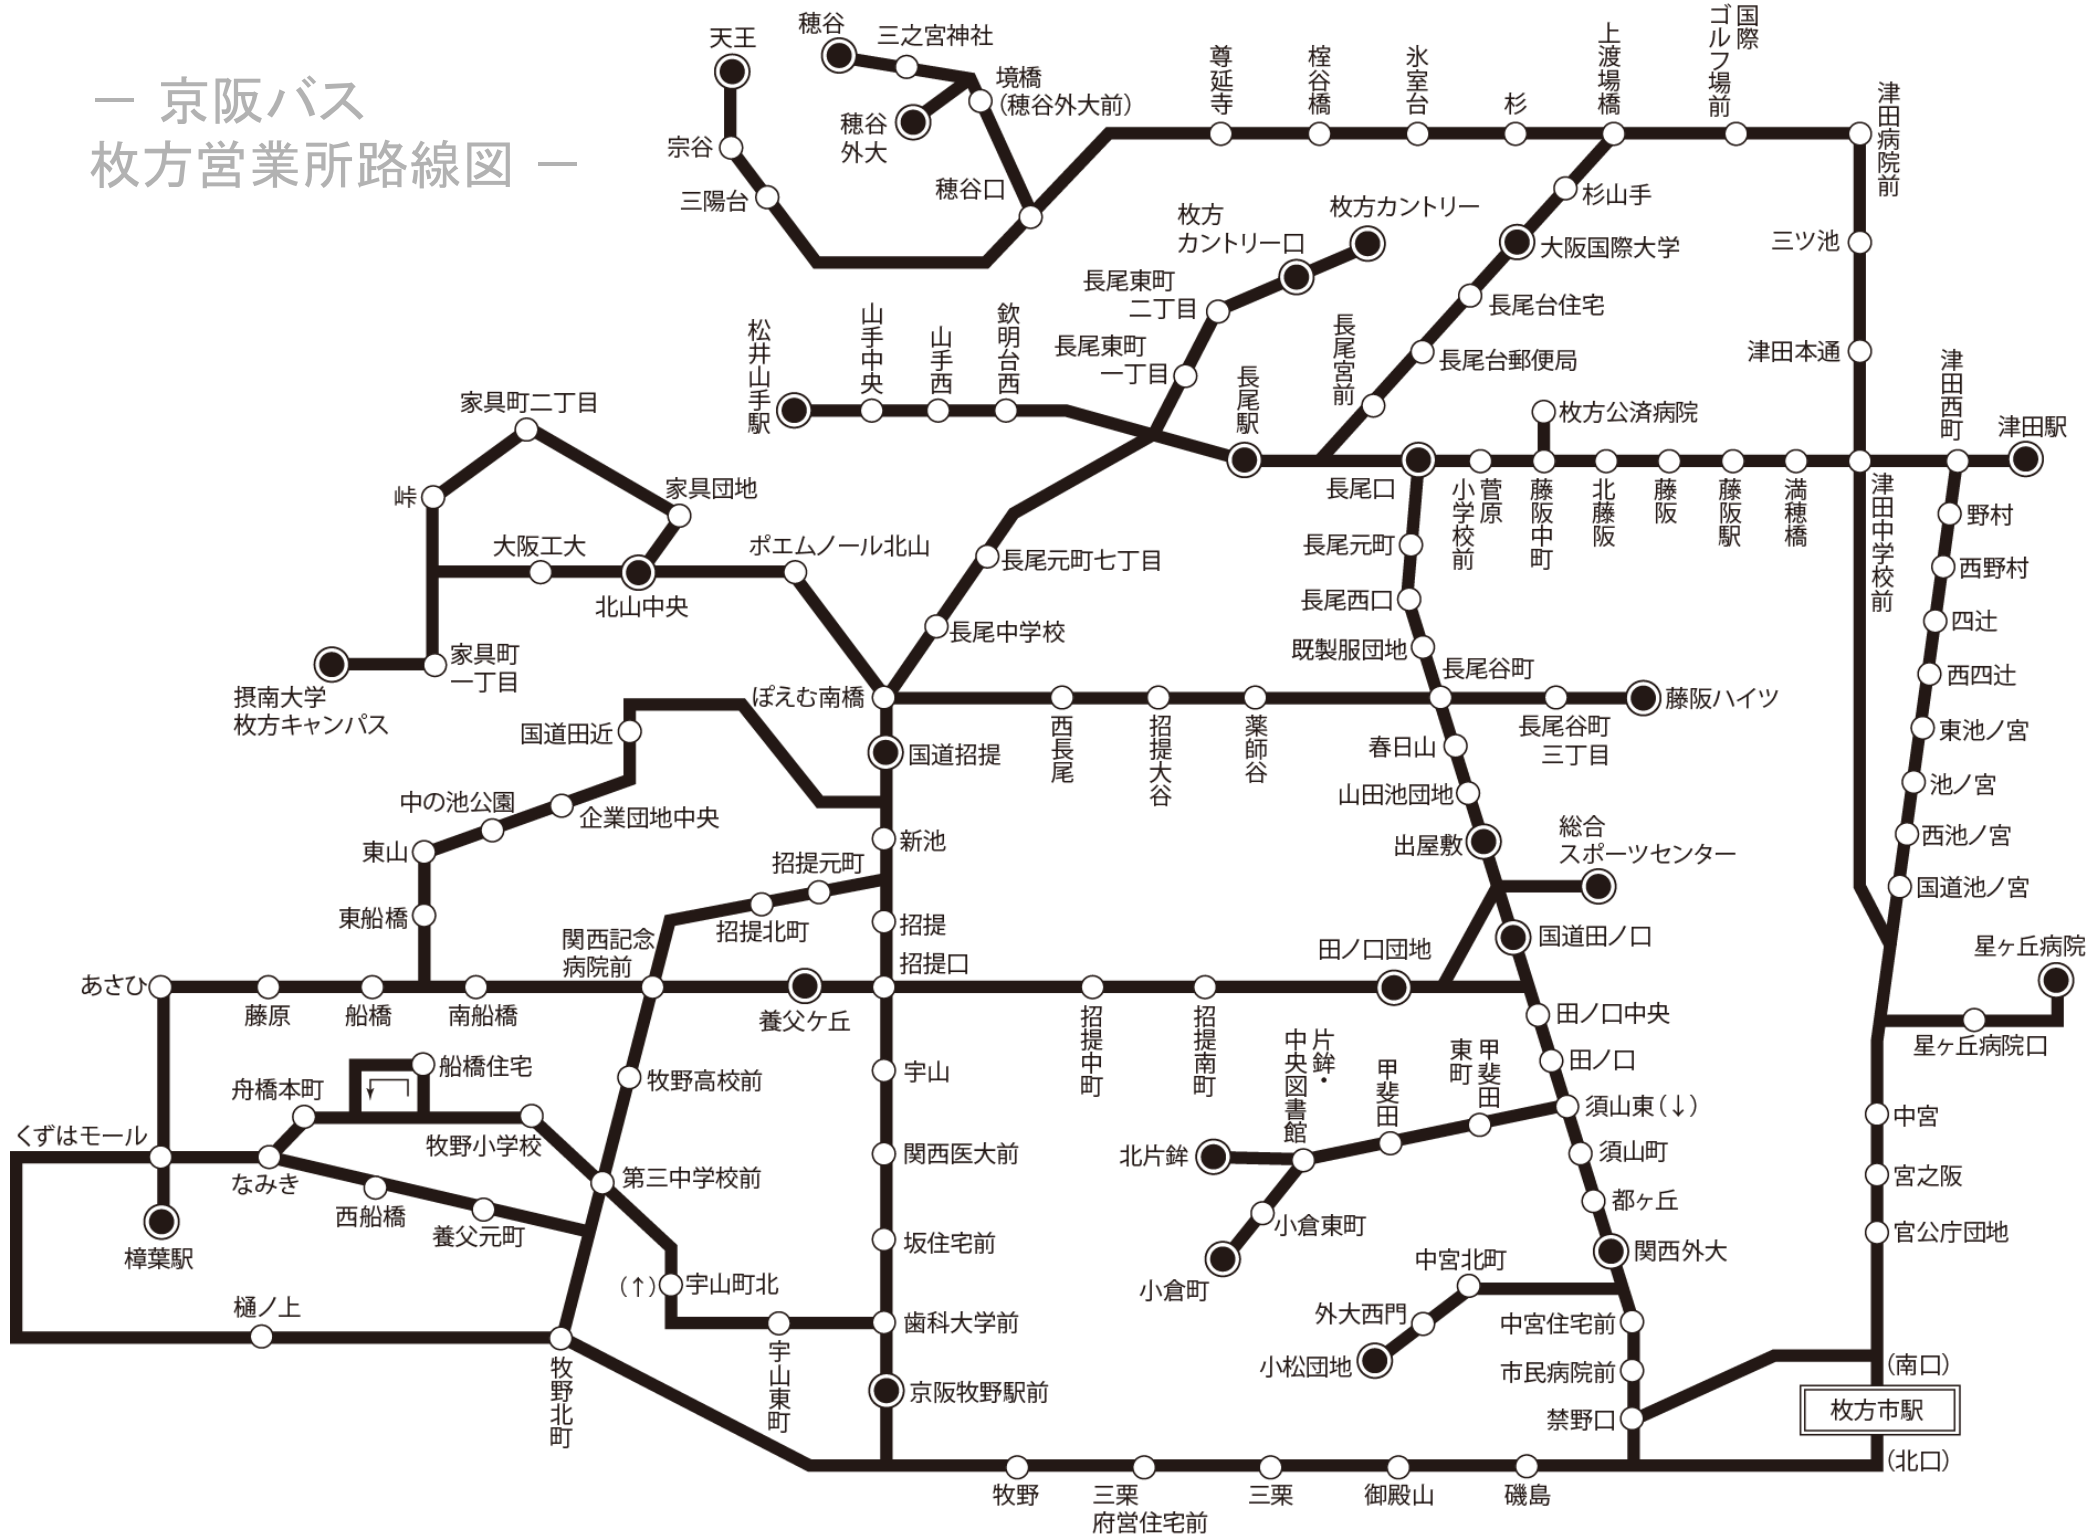 − 京阪バス
枚方営業所路線図 −
天王
穂谷
三之宮神社
境橋
（穂谷外大前）
穂谷
外大
宗谷
三陽台
穂谷口
尊延寺
樫谷橋
氷室台
杉
上渡場橋
国際
ゴルフ場前
津田病院前
杉山手
大阪国際大学
三ツ池
枚方カントリー
枚方
カントリー口
長尾東町
二丁目
長尾東町
一丁目
長尾台住宅
長尾台郵便局
長尾宮前
津田本通
松井山手駅
山手中央
山手西
欽明台西
長尾駅
枚方公済病院
津田西町
津田駅
長尾口
菅原
小学校前
藤阪中町
北藤阪
藤阪
藤阪駅
満穂橋
津田中学校前
野村
西野村
四辻
西四辻
東池ノ宮
池ノ宮
西池ノ宮
国道池ノ宮
家具町二丁目
峠
家具団地
大阪工大
北山中央
ポエムノール北山
長尾元町七丁目
長尾中学校
長尾元町
長尾西口
既製服団地
長尾谷町
家具町
一丁目
摂南大学
枚方キャンパス
ぽえむ南橋
西長尾
招提大谷
薬師谷
長尾谷町
三丁目
藤阪ハイツ
国道田近
国道招提
春日山
山田池団地
中の池公園
企業団地中央
東山
新池
出屋敷
総合
スポーツセンター
招提元町
招提北町
東船橋
招提
国道田ノ口
田ノ口団地
関西記念
病院前
招提口
星ヶ丘病院
星ヶ丘病院口
あさひ
藤原
船橋
南船橋
養父ケ丘
招提中町
招提南町
田ノ口中央
田ノ口
片鉾・
中央図書館
甲斐田
甲斐田
東町
須山東（↓）
船橋住宅
舟橋本町
牧野高校前
宇山
中宮
くずはモール
牧野小学校
なみき
第三中学校前
関西医大前
北片鉾
須山町
宮之阪
西船橋
養父元町
小倉東町
都ヶ丘
官公庁団地
樟葉駅
坂住宅前
小倉町
中宮北町
関西外大
（↑）宇山町北
樋ノ上
外大西門
中宮住宅前
歯科大学前
宇山東町
牧野北町
小松団地
市民病院前
（南口）
京阪牧野駅前
禁野口
枚方市駅
（北口）
牧野
三栗
府営住宅前
三栗
御殿山
磯島